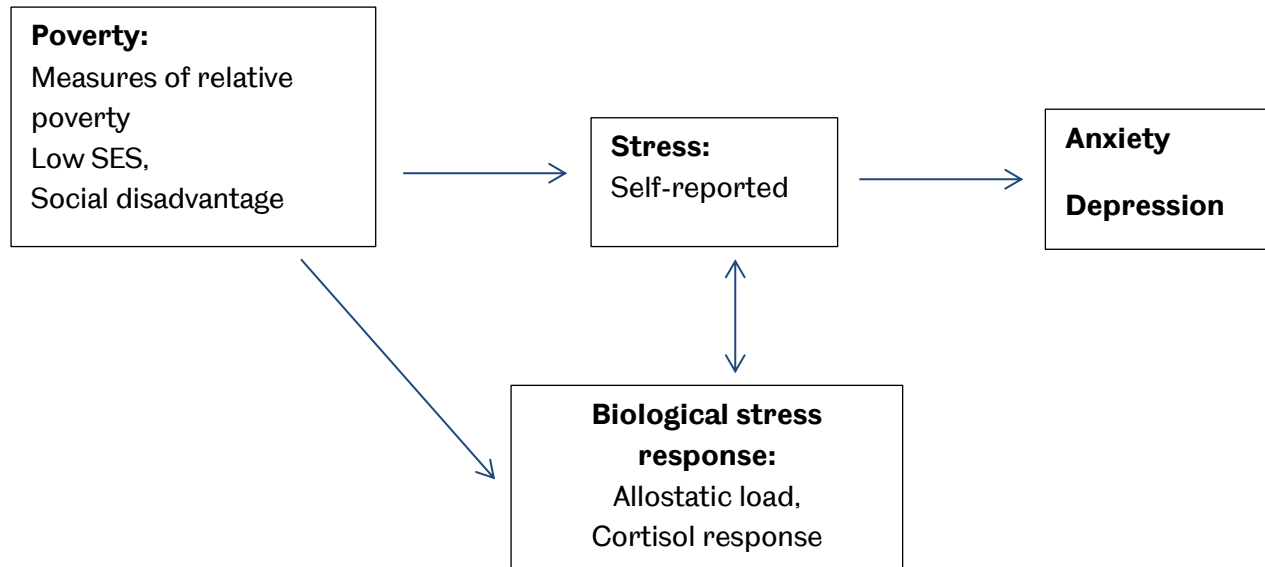 Poverty:
Measures of relative
poverty
Low SES,
Social disadvantage
Stress:
Self-reported
Anxiety
Depression
Biological stress
response:
Allostatic load,
Cortisol response